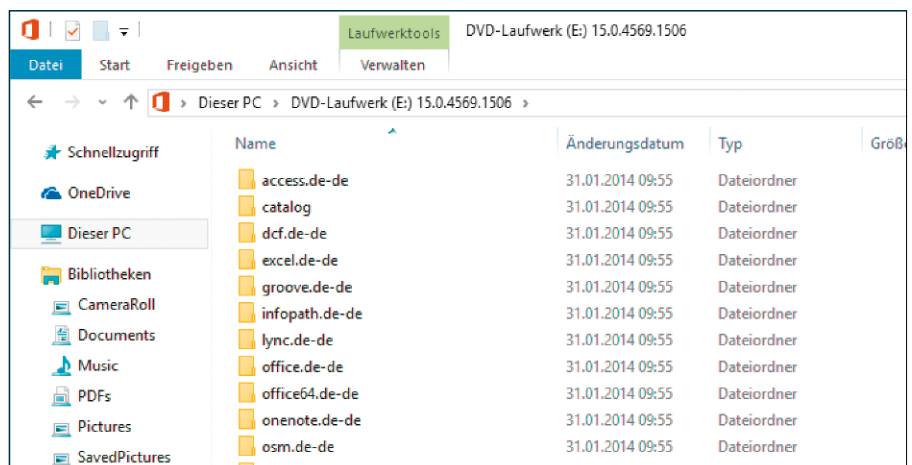 Laufwerktools DVD-Laufwerk (E:) 15.0.4569.1506
Datei Start Freigeben Ansicht Verwalten
Dieser PC > DVD-Laufwerk (E:) 15.0.4569.1506 >
Name Änderungsdatum Typ
Schnellzugriff
OneDrive
Dieser PC
Bibliotheken
CameraRoll
Documents
Music
PDFs
Pictures
SavedPictures
access.de-de 31.01.2014 09:55 Dateiordner
catalog 31.01.2014 09:55 Dateiordner
dcf.de-de 31.01.2014 09:55 Dateiordner
excel.de-de 31.01.2014 09:55 Dateiordner
groove.de-de 31.01.2014 09:55 Dateiordner
infopath.de-de 31.01.2014 09:55 Dateiordner
lync.de-de 31.01.2014 09:55 Dateiordner
office.de-de 31.01.2014 09:55 Dateiordner
office64.de-de 31.01.2014 09:55 Dateiordner
onenote.de-de 31.01.2014 09:55 Dateiordner
osm.de-de 31.01.2014 09:55 Dateiordner